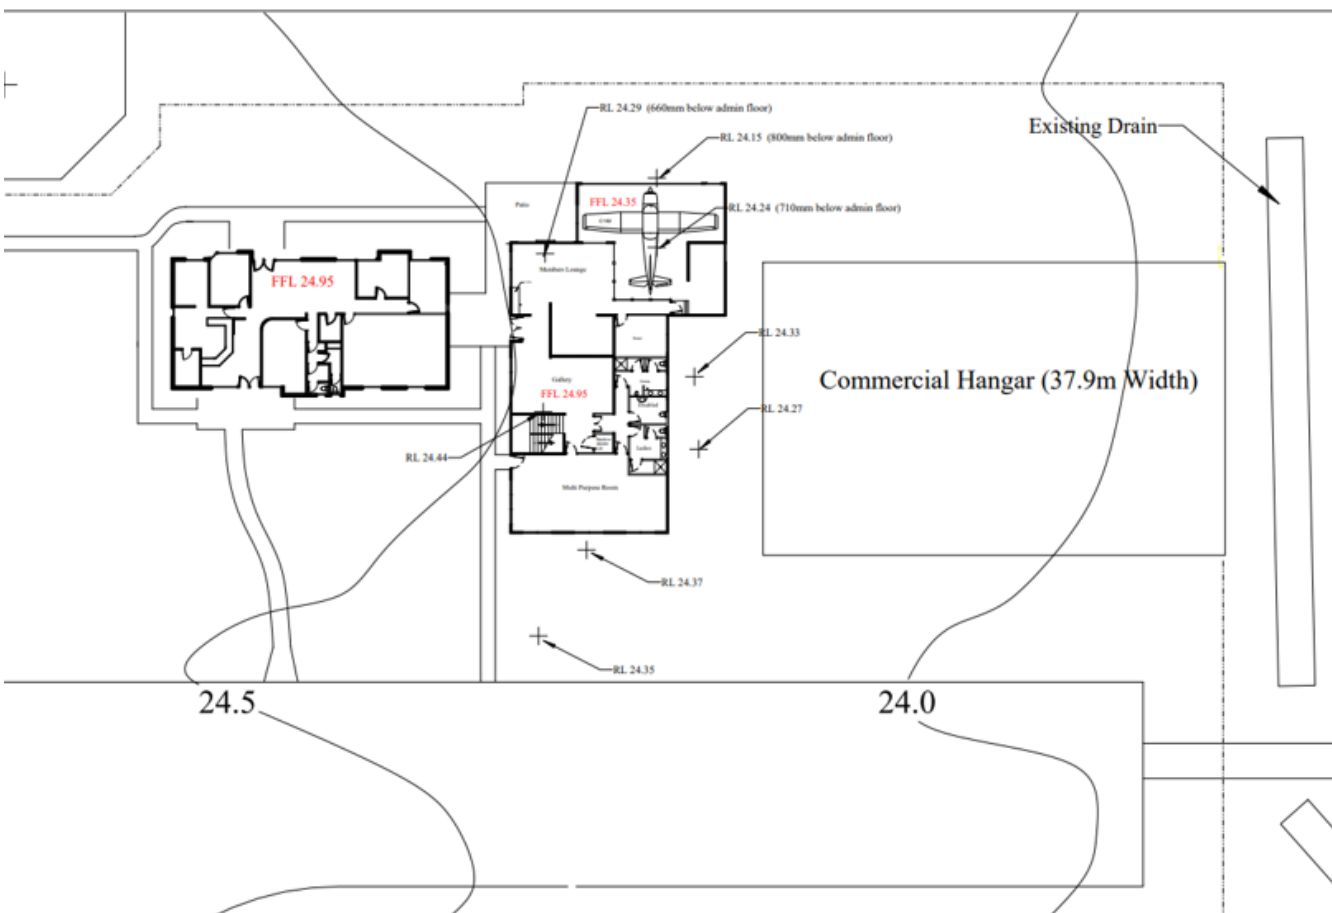 RL 24.29 (660mm below admin floor)
Existing Drain
RL 24.15 (800mm below admin floor)
Patio
FFL 24.35
RL 24.24 (710mm below admin floor)
Members Lounge
FFL 24.95
RL 24.33
Commercial Hangar (37.9m Width)
Gallery
FFL 24.95
Disabled
RL 24.27
Ladies
RL 24.44
Multi Purpose Room
RL 24.37
RL 24.35
24.5
24.0